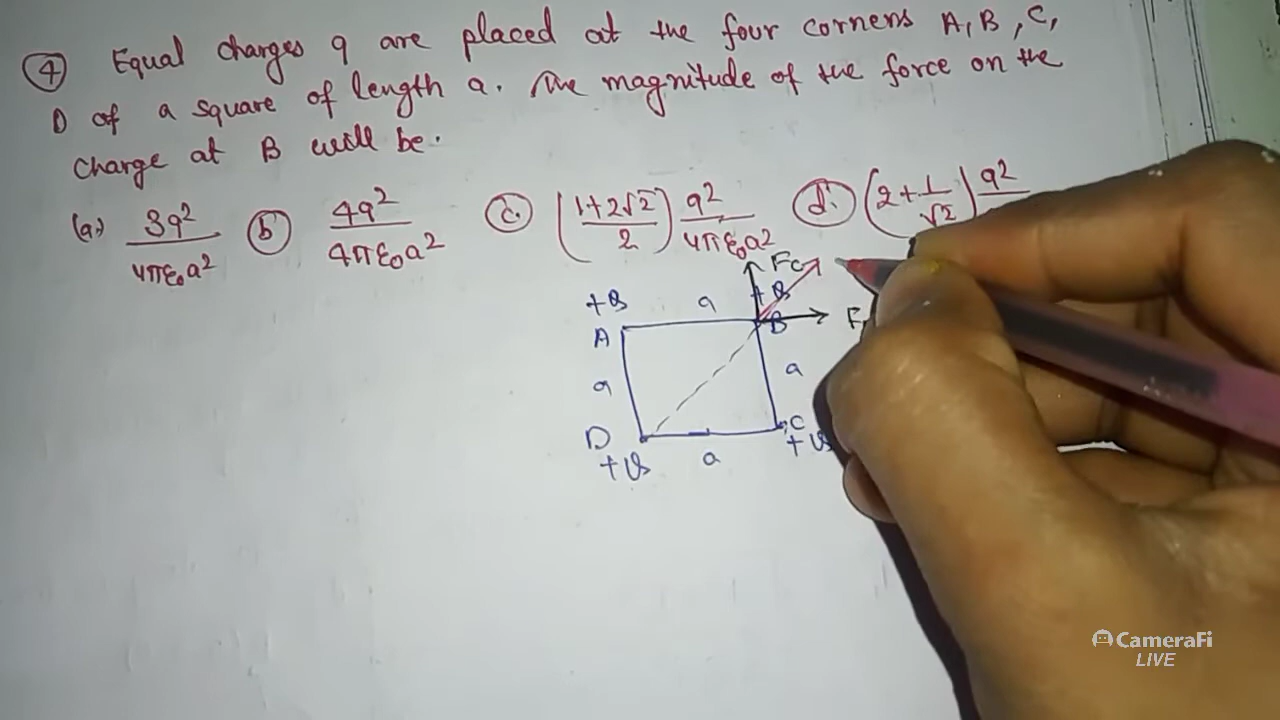 ④ Equal charges q are placed at the four corners A, B, C,
D of a square of length a. The magnitude of the force on the
charge at B will be.
(a.) 3q² / 4πε₀a² (b) 4q² / 4πε₀a² (c.) (1+2√2 / 2) q² / 4πε₀a² (d.) (2+1/√2) q²
F_C
+Q a +Q
A B F
a a
D C
+Q a +Q
CameraFi
LIVE